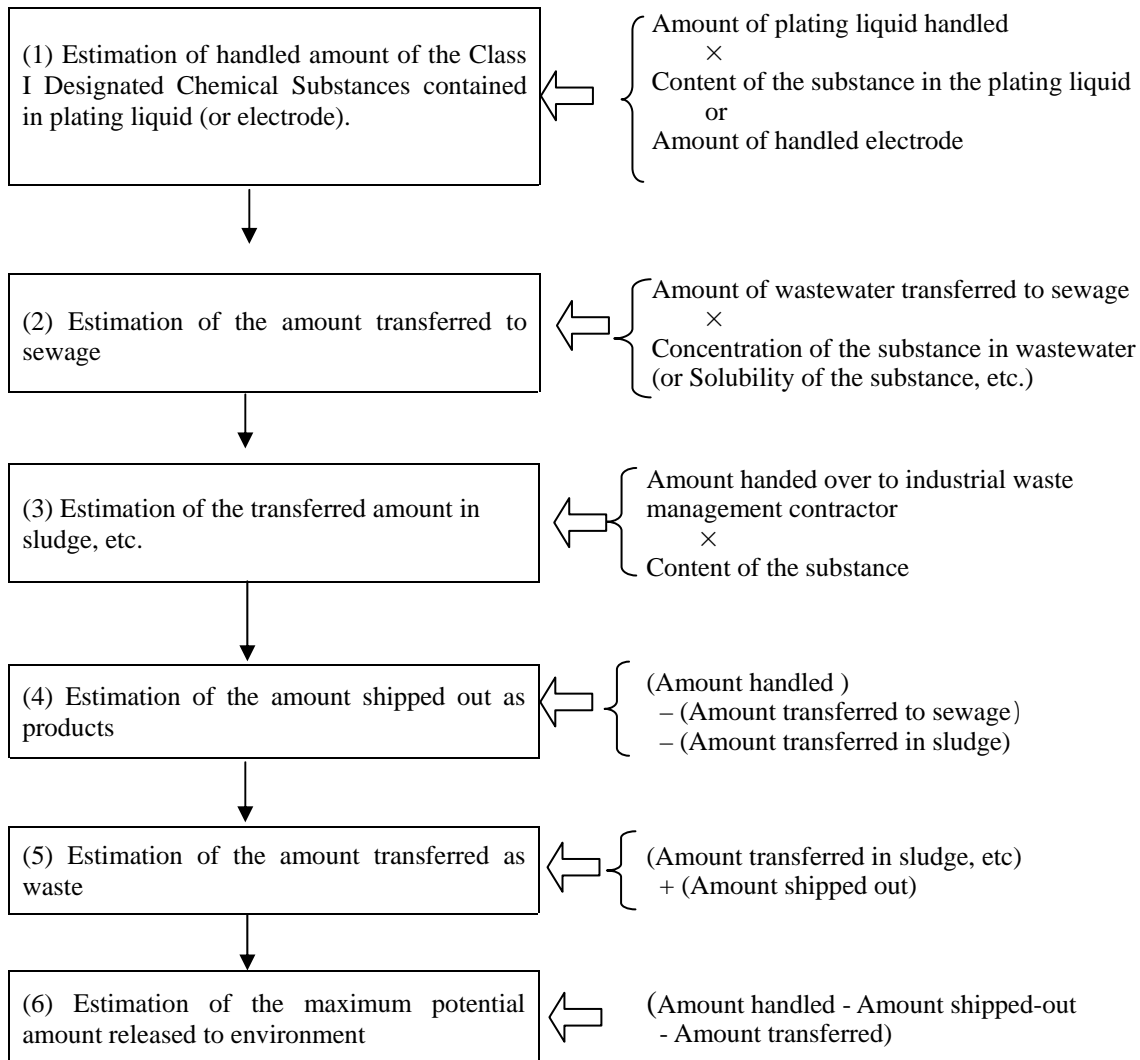 (1) Estimation of handled amount of the Class
I Designated Chemical Substances contained
in plating liquid (or electrode).
Amount of plating liquid handled
×
Content of the substance in the plating liquid
or
Amount of handled electrode
(2) Estimation of the amount transferred to
sewage
Amount of wastewater transferred to sewage
×
Concentration of the substance in wastewater
(or Solubility of the substance, etc.)
(3) Estimation of the transferred amount in
sludge, etc.
Amount handed over to industrial waste
management contractor
×
Content of the substance
(4) Estimation of the amount shipped out as
products
(Amount handled )
– (Amount transferred to sewage)
– (Amount transferred in sludge)
(5) Estimation of the amount transferred as
waste
(Amount transferred in sludge, etc)
+ (Amount shipped out)
(6) Estimation of the maximum potential
amount released to environment
(Amount handled - Amount shipped-out
- Amount transferred)